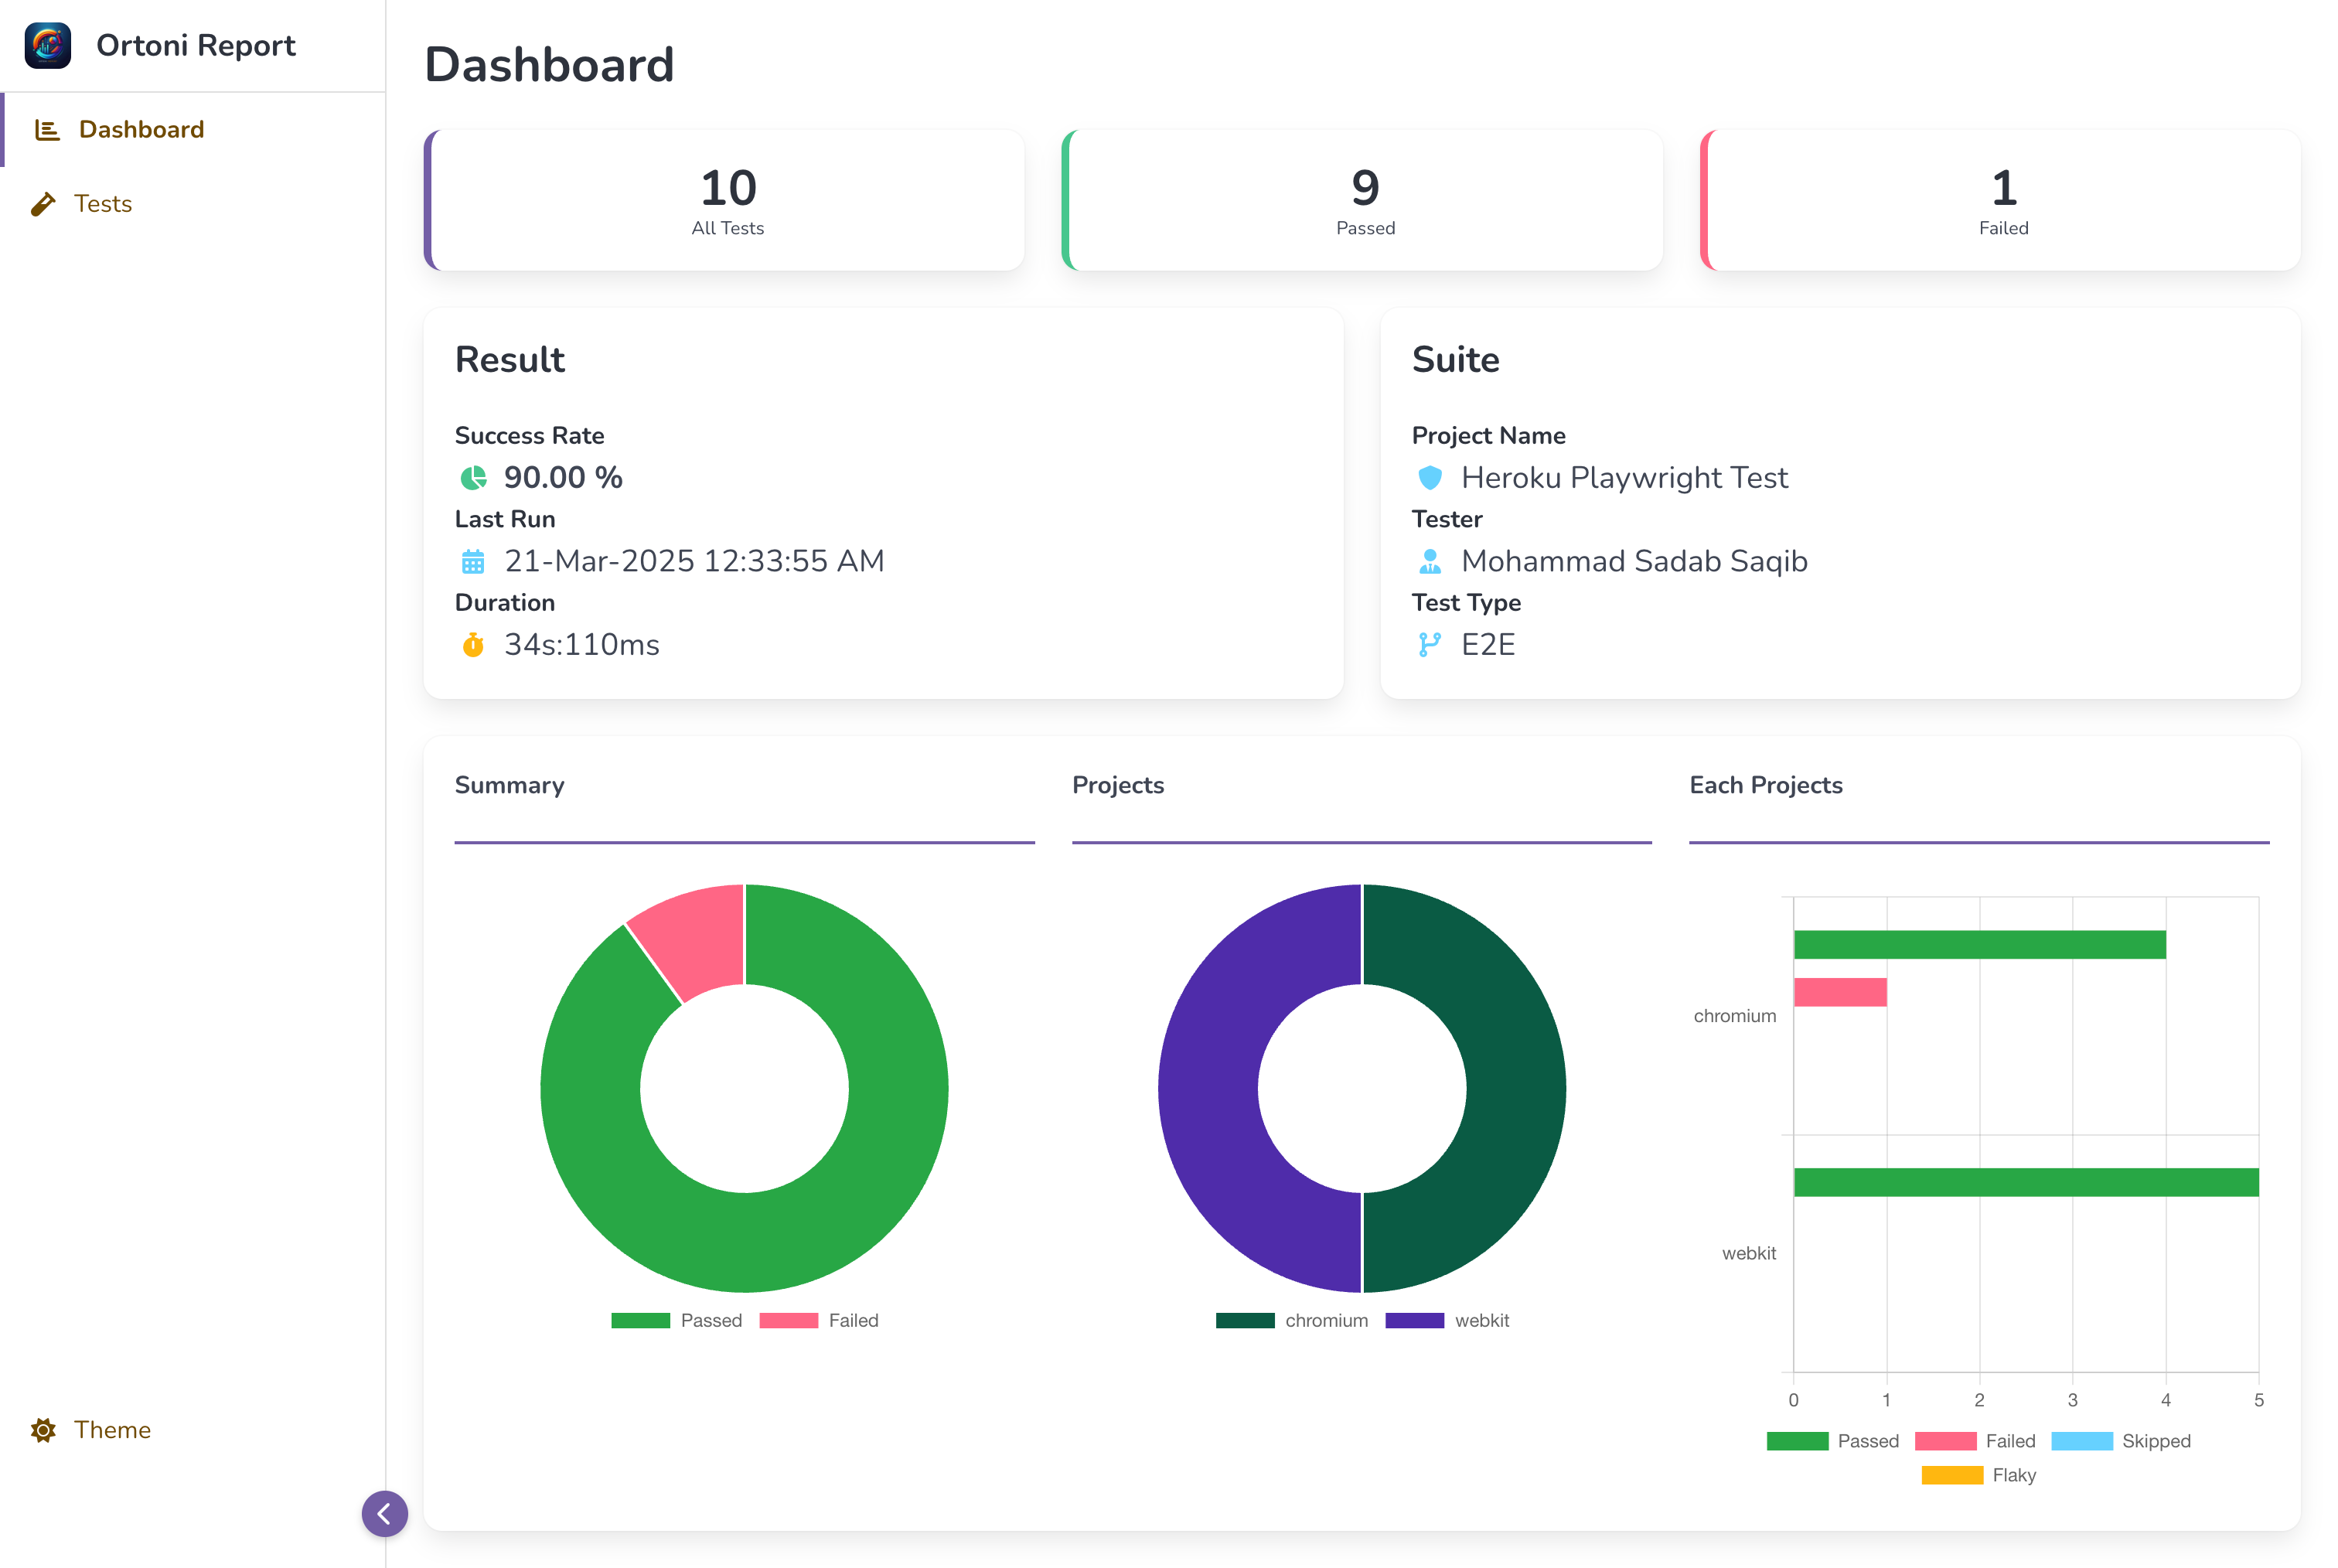 Ortoni Report
Dashboard
Tests
Theme
Dashboard
10
All Tests
9
Passed
1
Failed
Result
Success Rate
90.00 %
Last Run
21-Mar-2025 12:33:55 AM
Duration
34s:110ms
Suite
Project Name
Heroku Playwright Test
Tester
Mohammad Sadab Saqib
Test Type
E2E
Summary
Passed Failed
Projects
chromium webkit
Each Projects
chromium
webkit
0 1 2 3 4 5
Passed Failed Skipped
Flaky